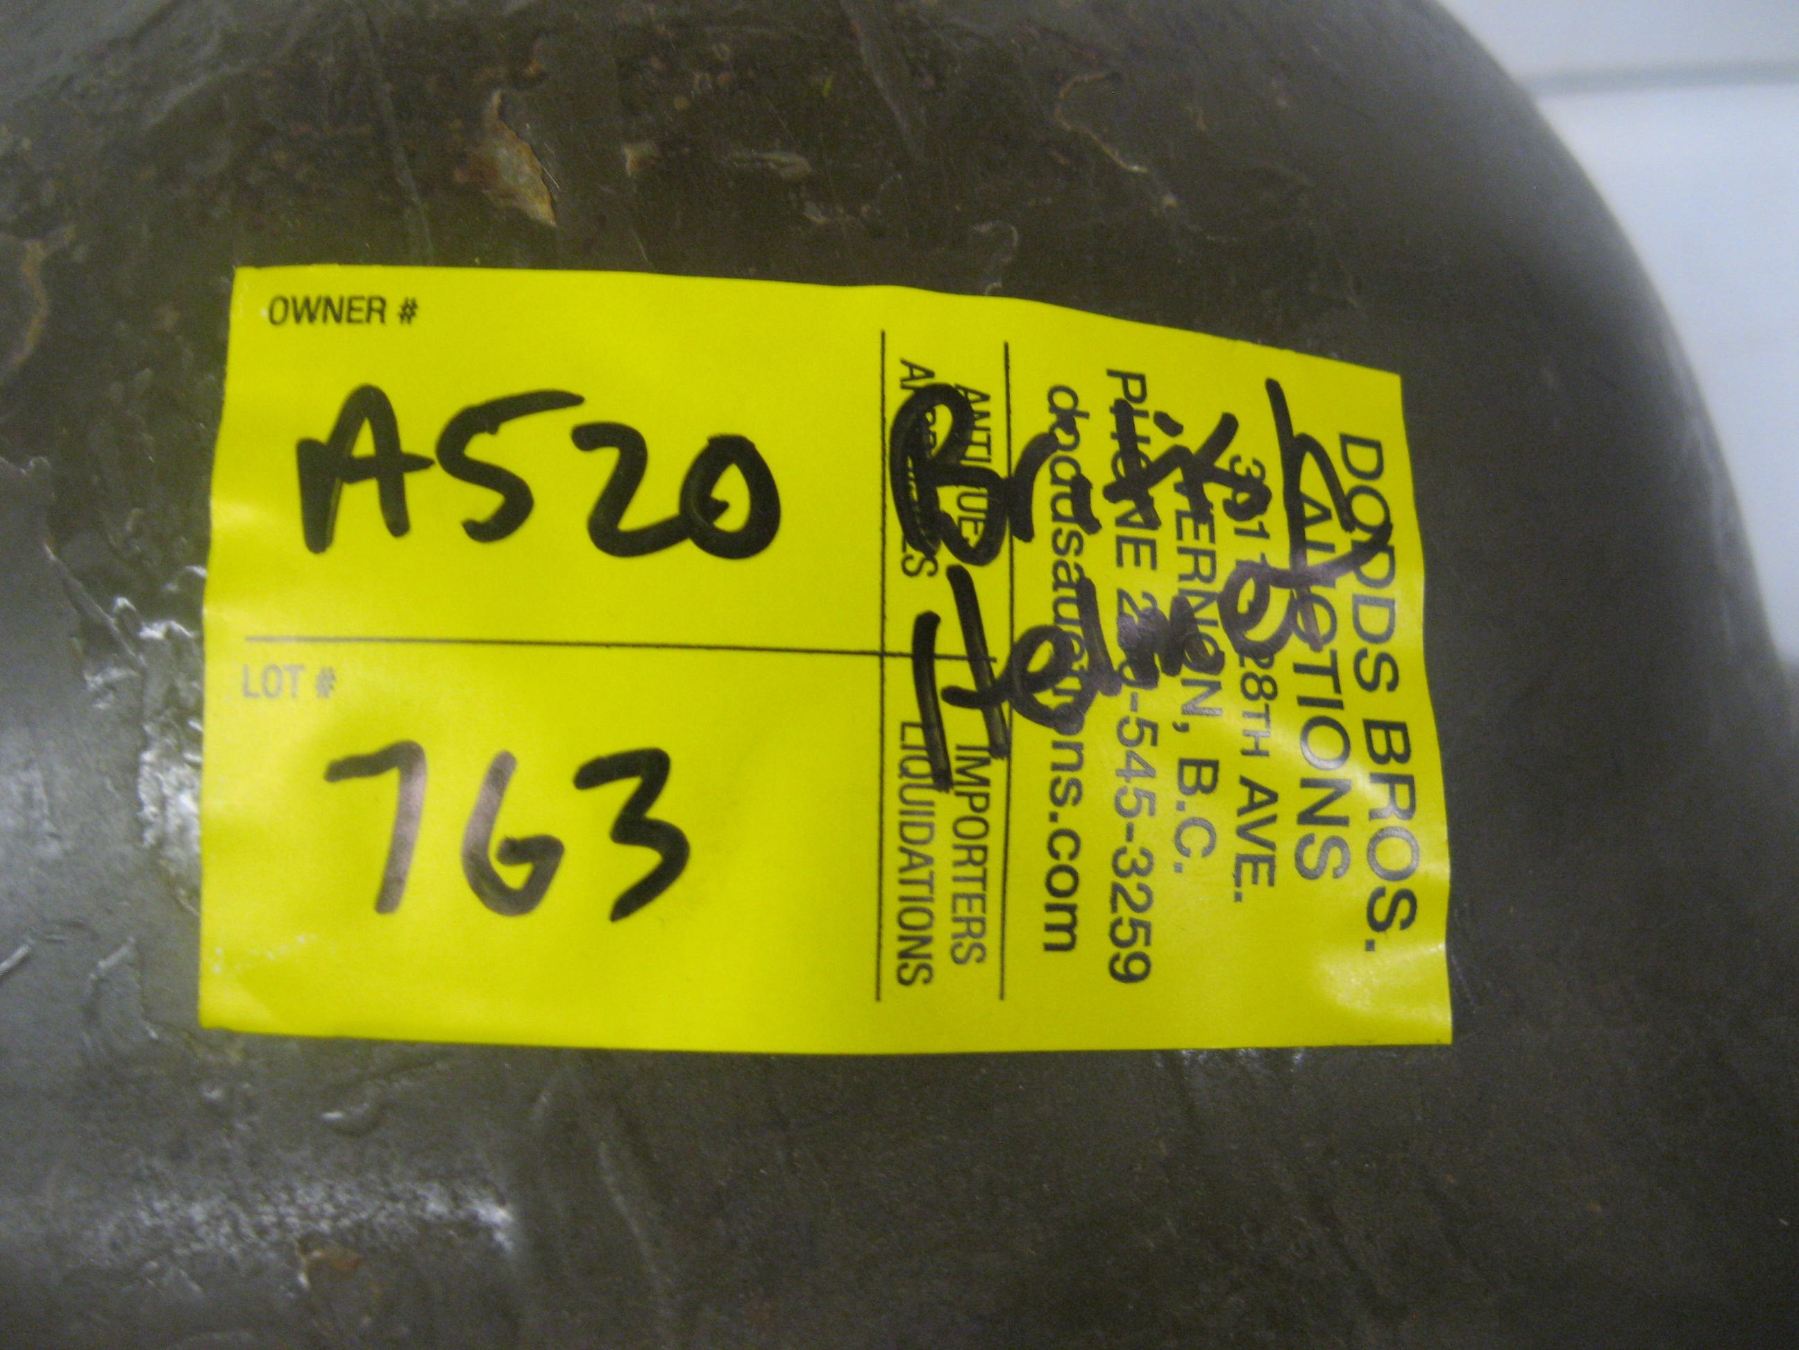 OWNER #
A520
LOT #
763
British
Helmet
DODDS BROS.
AUCTIONS
28TH AVE.
VERNON, B.C.
PHONE 250-545-3259
doddsauctions.com
ANTIQUES IMPORTERS
LIQUIDATIONS